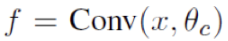 f = Conv(x, θ_c)